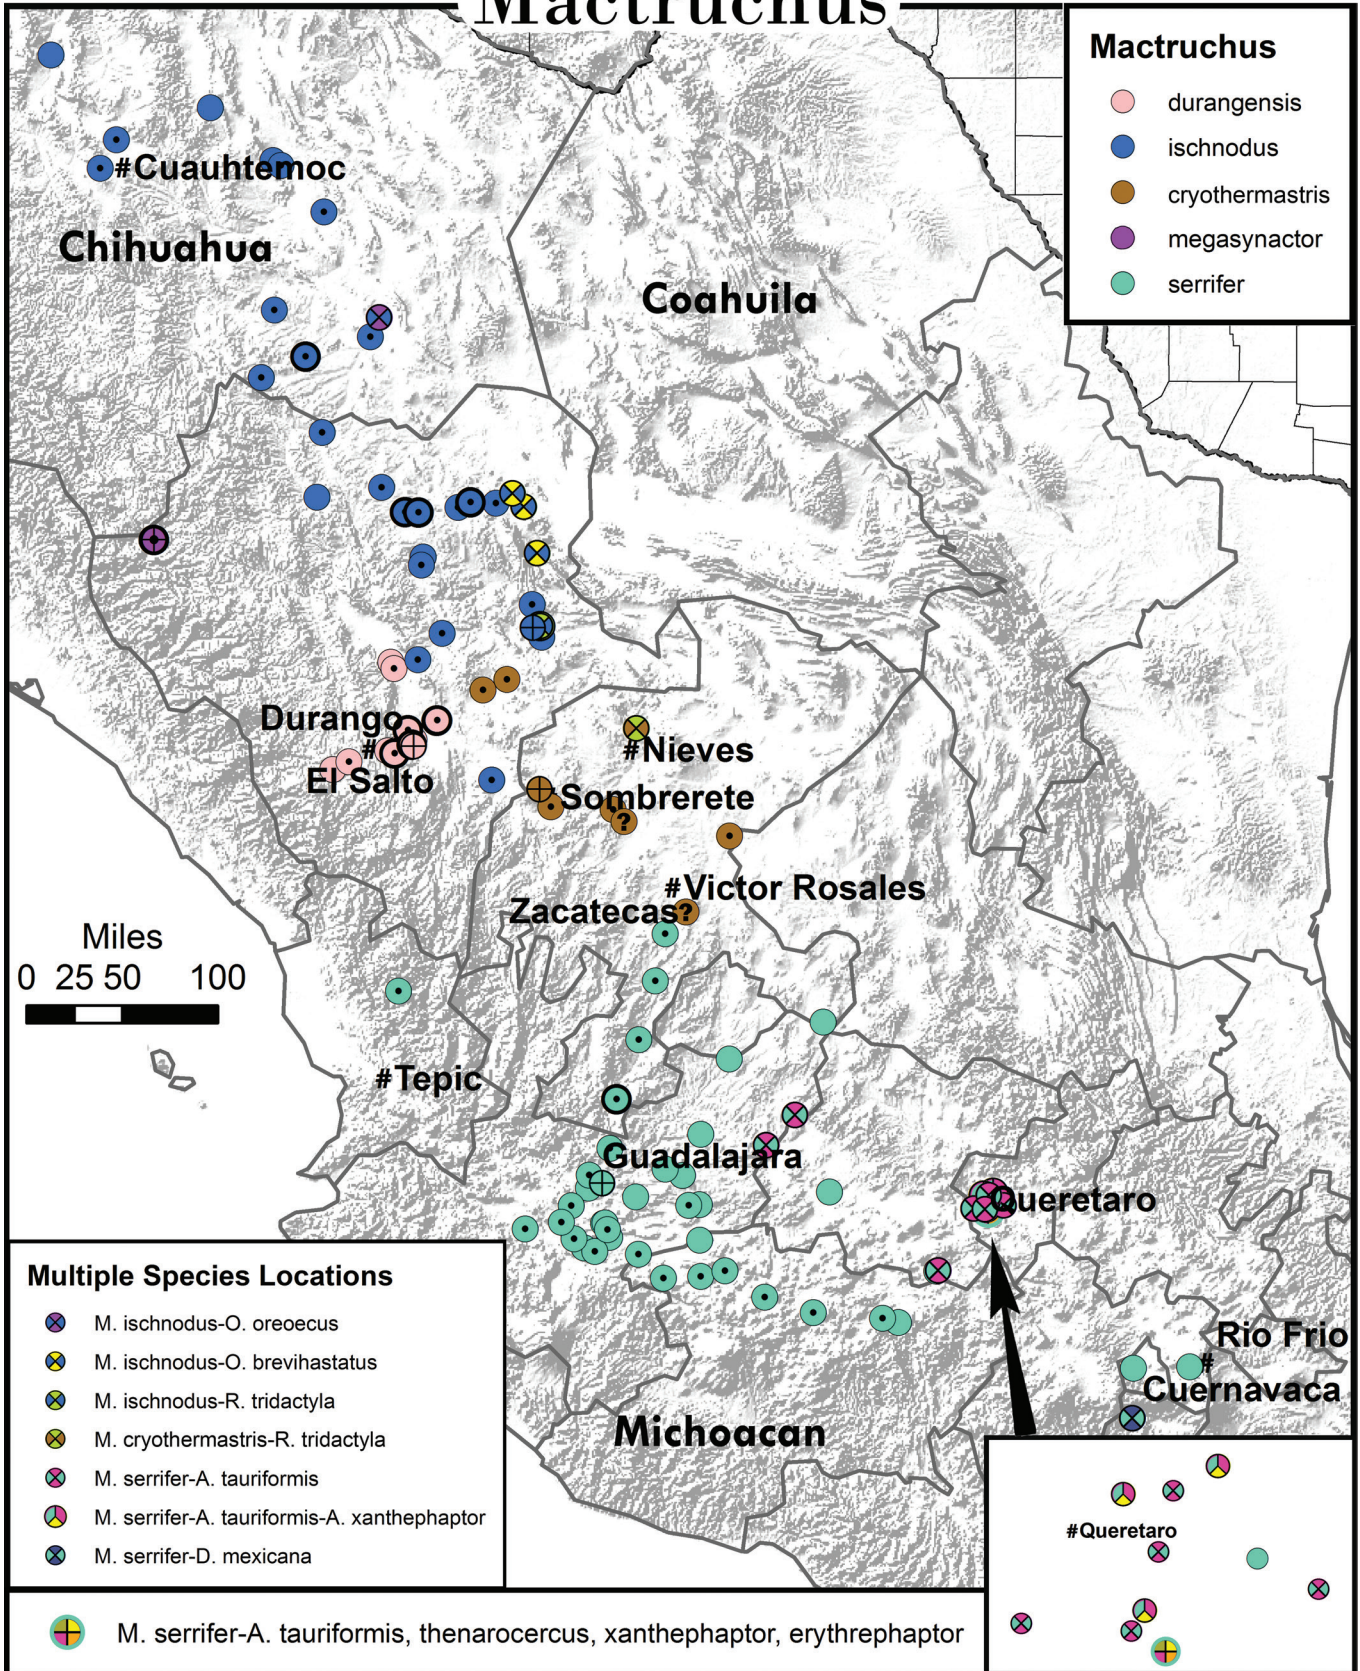 Mactruchus
Mactruchus
durangensis
ischnodus
cryothermastris
megasynactor
serrifer
#Cuauhtemoc
Chihuahua
Coahuila
Durango
#
El Salto
#Nieves
#Sombrerete
?
#Victor Rosales
Zacatecas
?
Miles
0 25 50 100
#Tepic
Guadalajara
Queretaro
Rio Frio
#
Cuernavaca
Michoacan
Multiple Species Locations
M. ischnodus-O. oreoecus
M. ischnodus-O. brevihastatus
M. ischnodus-R. tridactyla
M. cryothermastris-R. tridactyla
M. serrifer-A. tauriformis
M. serrifer-A. tauriformis-A. xanthephaptor
M. serrifer-D. mexicana
#Queretaro
M. serrifer-A. tauriformis, thenarocercus, xanthephaptor, erythrephaptor